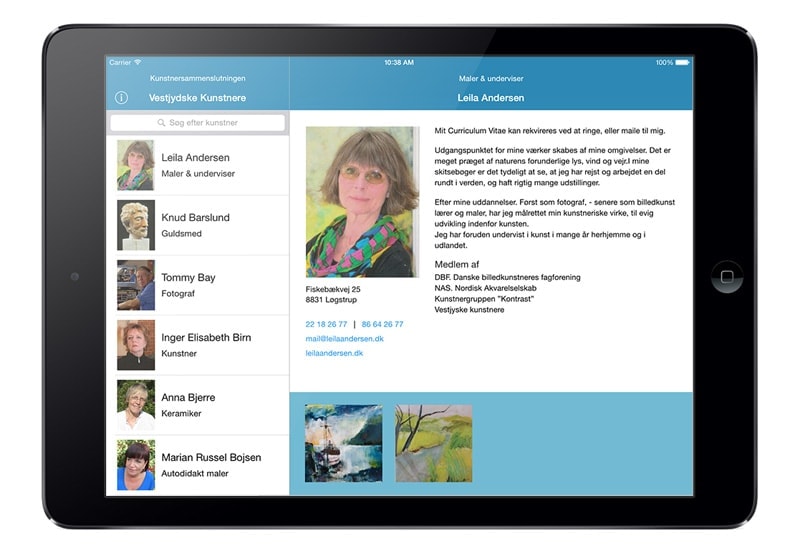 Carrier
10:38 AM
100%
Kunstnersammenslutningen
Vestjydske Kunstnere
Søg efter kunstner
Leila Andersen
Maler & underviser
Knud Barslund
Guldsmed
Tommy Bay
Fotograf
Inger Elisabeth Birn
Kunstner
Anna Bjerre
Keramiker
Marian Russel Bojsen
Autodidakt maler
Maler & underviser
Leila Andersen
Fiskebækvej 25
8831 Løgstrup
22 18 26 77 | 86 64 26 77
mail@leilaandersen.dk
leilaandersen.dk
Mit Curriculum Vitae kan rekvireres ved at ringe, eller maile til mig.
Udgangspunktet for mine værker skabes af mine omgivelser. Det er
meget præget af naturens forunderlige lys, vind og vejr.I mine
skitsebøger er det tydeligt at se, at jeg har rejst og arbejdet en del
rundt i verden, og haft rigtig mange udstillinger.
Efter mine uddannelser. Først som fotograf, - senere som billedkunst
lærer og maler, har jeg målrettet min kunstneriske virke, til evig
udvikling indenfor kunsten.
Jeg har foruden undervist i kunst i mange år herhjemme og i
udlandet.
Medlem af
DBF. Danske billedkunstneres fagforening
NAS. Nordisk Akvarelselskab
Kunstnergruppen "Kontrast"
Vestjyske kunstnere